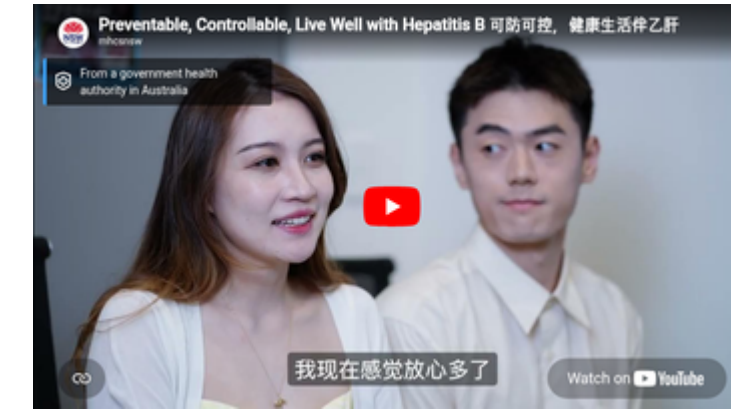 Preventable, Controllable, Live Well with Hepatitis B 可防可控，健康生活伴乙肝
mhcsnsw
From a government health
authority in Australia
我现在感觉放心多了
Watch on YouTube